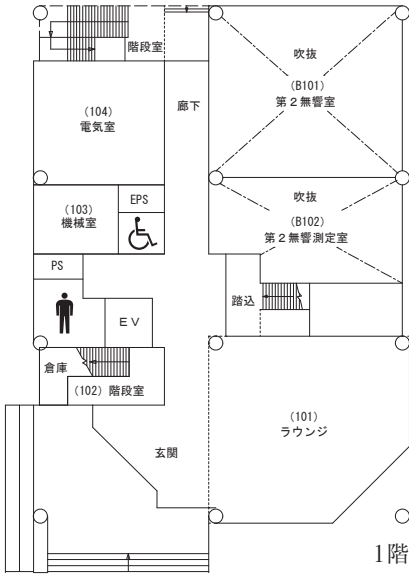 階段室
吹抜
(B101)
第2無響室
(104)
電気室
廊下
吹抜
(B102)
第2無響測定室
EPS
(103)
機械室
PS
踏込
EV
倉庫
(102) 階段室
(101)
ラウンジ
玄関
1階